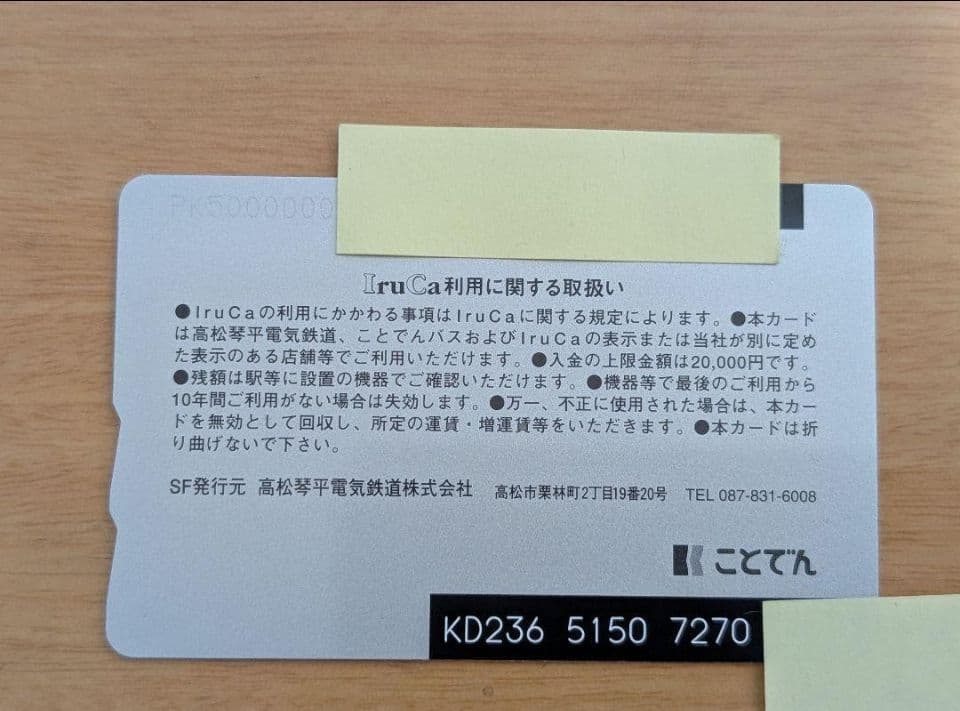 PK5000009
IruCa利用に関する取扱い
●IruCaの利用にかかわる事項はIruCaに関する規定によります。●本カード
は高松琴平電気鉄道、ことでんバスおよびIruCaの表示または当社が別に定め
た表示のある店舗等でご利用いただけます。●入金の上限金額は20,000円です。
●残額は駅等に設置の機器でご確認いただけます。●機器等で最後のご利用から
10年間ご利用がない場合は失効します。●万一、不正に使用された場合は、本カー
ドを無効として回収し、所定の運賃・増運賃等をいただきます。●本カードは折
り曲げないで下さい。
SF発行元 高松琴平電気鉄道株式会社 高松市栗林町2丁目19番20号 TEL 087-831-6008
ことでん
KD236 5150 7270